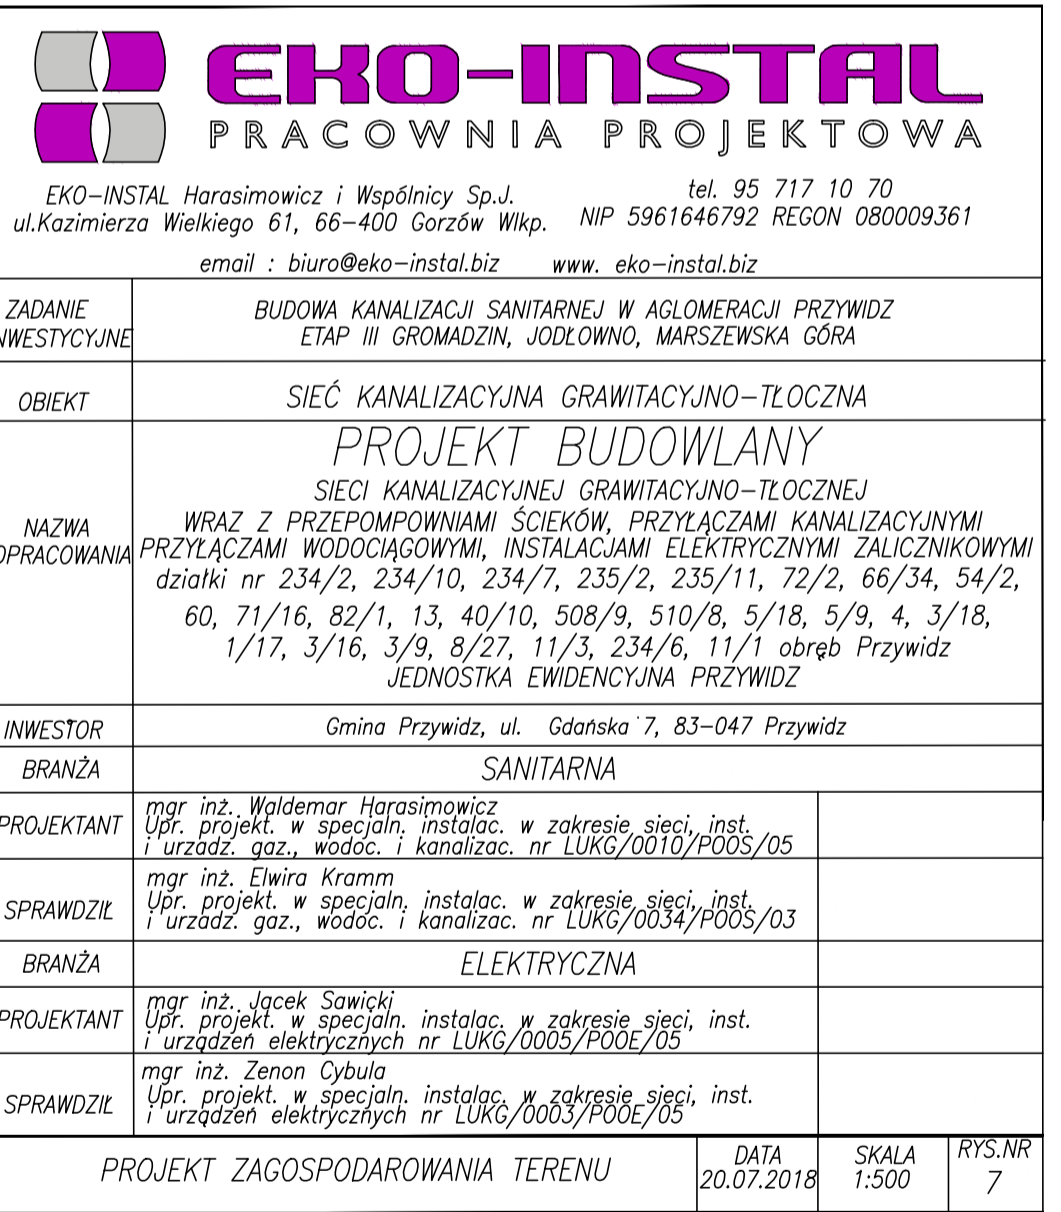 EKO-INSTAL
PRACOWNIA PROJEKTOWA
EKO-INSTAL Harasimowicz i Wspólnicy Sp.J.
ul.Kazimierza Wielkiego 61, 66-400 Gorzów Wlkp.
tel. 95 717 10 70
NIP 5961646792 REGON 080009361
email : biuro@eko-instal.biz www. eko-instal.biz
ZADANIE
NWESTYCYJNE
BUDOWA KANALIZACJI SANITARNEJ W AGLOMERACJI PRZYWIDZ
ETAP III GROMADZIN, JODŁOWNO, MARSZEWSKA GÓRA
OBIEKT
SIEĆ KANALIZACYJNA GRAWITACYJNO-TŁOCZNA
NAZWA
OPRACOWANIA
PROJEKT BUDOWLANY
SIECI KANALIZACYJNEJ GRAWITACYJNO-TŁOCZNEJ
WRAZ Z PRZEPOMPOWNIAMI ŚCIEKÓW, PRZYŁĄCZAMI KANALIZACYJNYMI
PRZYŁĄCZAMI WODOCIĄGOWYMI, INSTALACJAMI ELEKTRYCZNYMI ZALICZNIKOWYMI
działki nr 234/2, 234/10, 234/7, 235/2, 235/11, 72/2, 66/34, 54/2,
60, 71/16, 82/1, 13, 40/10, 508/9, 510/8, 5/18, 5/9, 4, 3/18,
1/17, 3/16, 3/9, 8/27, 11/3, 234/6, 11/1 obręb Przywidz
JEDNOSTKA EWIDENCYJNA PRZYWIDZ
INWESTOR
Gmina Przywidz, ul. Gdańska 7, 83-047 Przywidz
BRANŻA
SANITARNA
PROJEKTANT
mgr inż. Waldemar Harasimowicz
Upr. projekt. w specjaln. instalac. w zakresie sieci, inst.
i urządz. gaz., wodoc. i kanalizac. nr LUKG/0010/POOS/05
SPRAWDZIŁ
mgr inż. Elwira Kramm
Upr. projekt. w specjaln. instalac. w zakresie sieci, inst.
i urządz. gaz., wodoc. i kanalizac. nr LUKG/0034/POOS/03
BRANŻA
ELEKTRYCZNA
PROJEKTANT
mgr inż. Jacek Sawicki
Upr. projekt. w specjaln. instalac. w zakresie sieci, inst.
i urządzeń elektrycznych nr LUKG/0005/POOE/05
SPRAWDZIŁ
mgr inż. Zenon Cybula
Upr. projekt. w specjaln. instalac. w zakresie sieci, inst.
i urządzeń elektrycznych nr LUKG/0003/POOE/05
PROJEKT ZAGOSPODAROWANIA TERENU
DATA
20.07.2018
SKALA
1:500
RYS.NR
7